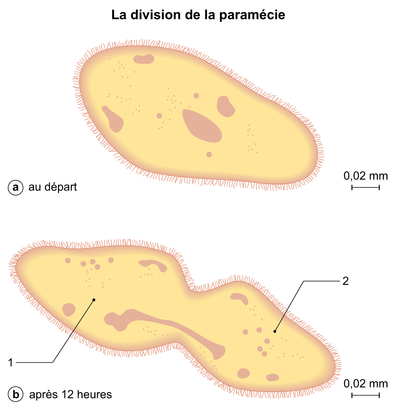 La division de la paramécie
0,02 mm
a au départ
2
1
0,02 mm
b après 12 heures